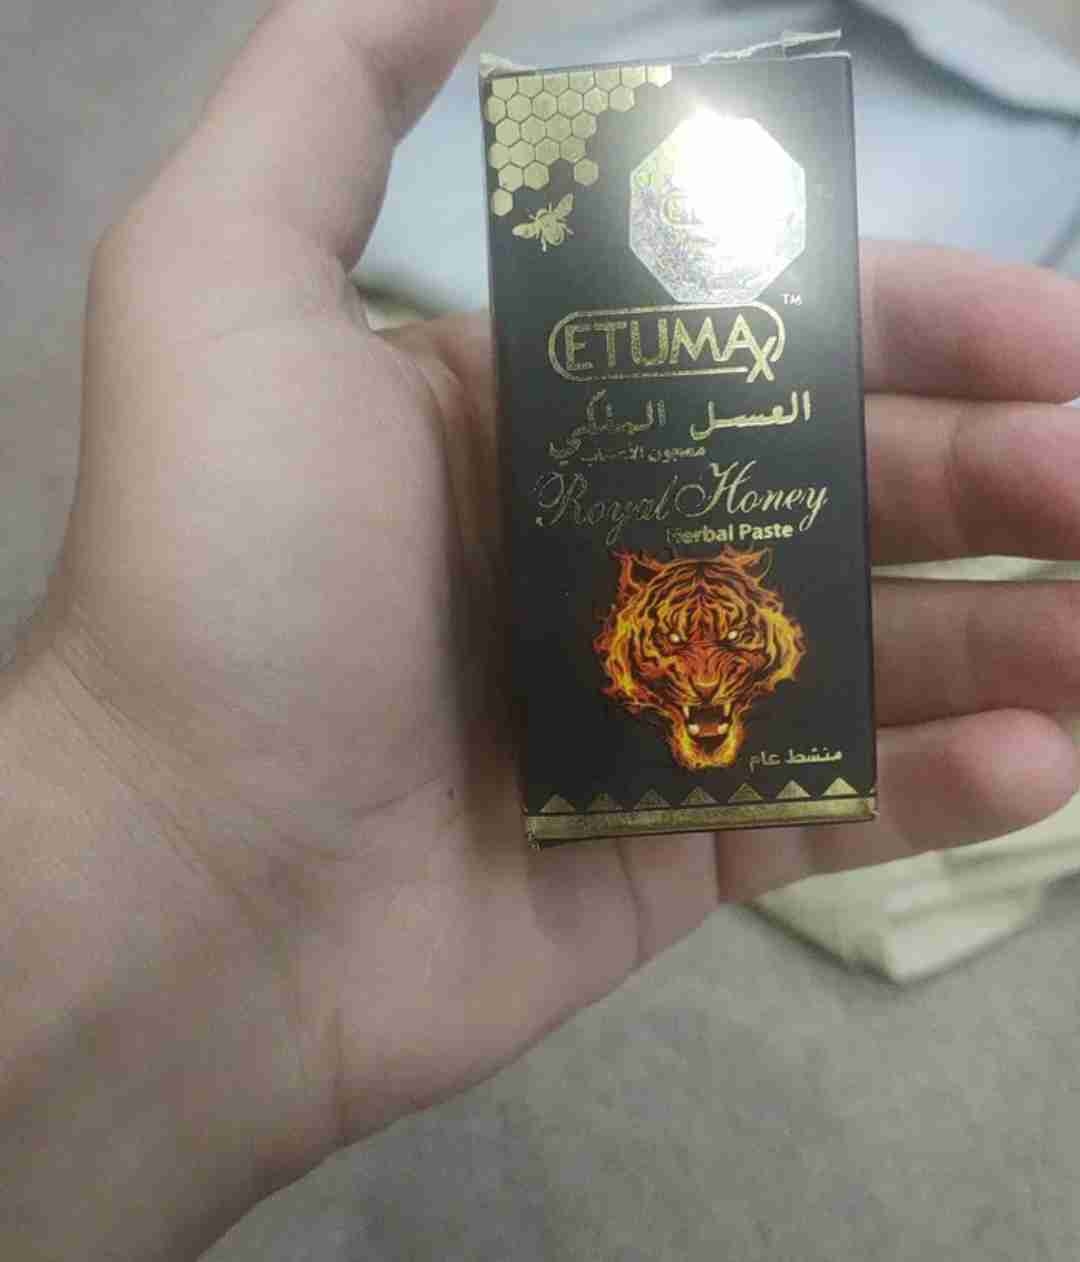 ETUMAX
TM
العسل الملكي
معجون الأعشاب
Royal Honey
Herbal Paste
منشط عام